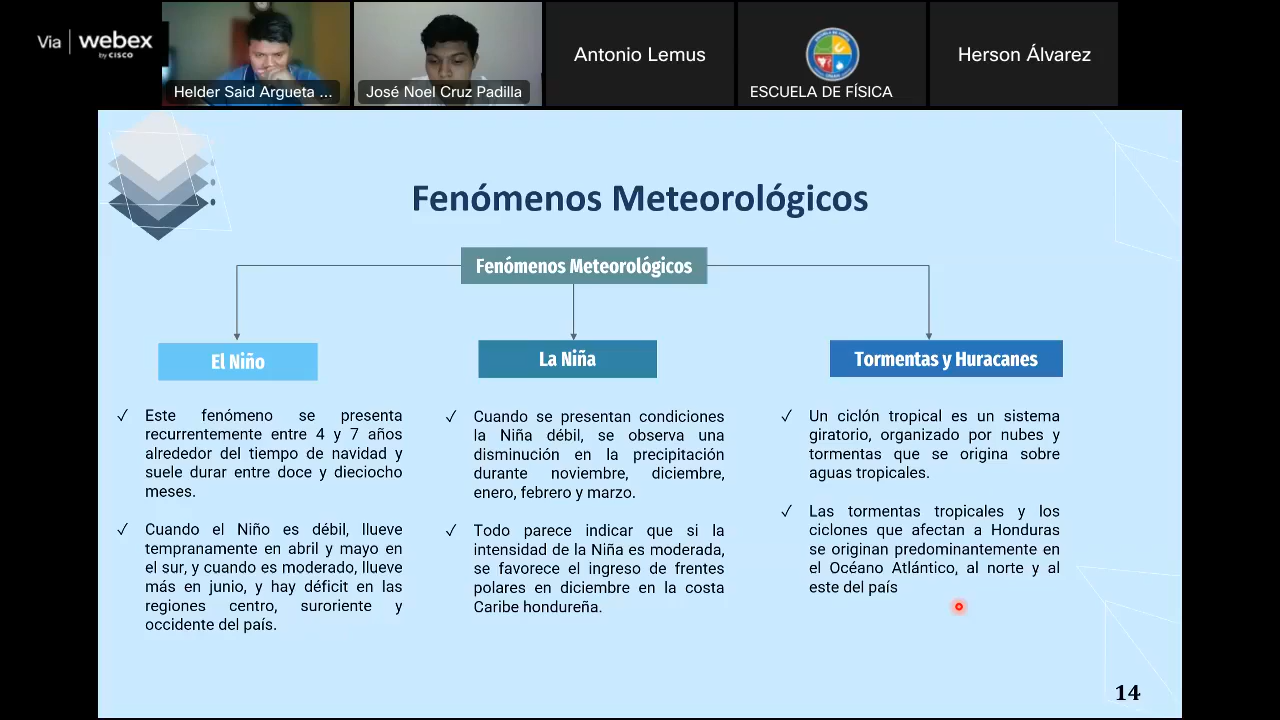 Via webex
by CISCO
Helder Said Argueta ...
José Noel Cruz Padilla
Antonio Lemus
ESCUELA DE FÍSICA
Herson Álvarez
Fenómenos Meteorológicos
Fenómenos Meteorológicos
El Niño
Este fenómeno se presenta
recurrentemente entre 4 y 7 años
alrededor del tiempo de navidad y
suele durar entre doce y dieciocho
meses.
Cuando el Niño es débil, llueve
tempranamente en abril y mayo en
el sur, y cuando es moderado, llueve
más en junio, y hay déficit en las
regiones centro, suroriente y
occidente del país.
La Niña
Cuando se presentan condiciones
la Niña débil, se observa una
disminución en la precipitación
durante noviembre, diciembre,
enero, febrero y marzo.
Todo parece indicar que si la
intensidad de la Niña es moderada,
se favorece el ingreso de frentes
polares en diciembre en la costa
Caribe hondureña.
Tormentas y Huracanes
Un ciclón tropical es un sistema
giratorio, organizado por nubes y
tormentas que se origina sobre
aguas tropicales.
Las tormentas tropicales y los
ciclones que afectan a Honduras
se originan predominantemente en
el Océano Atlántico, al norte y al
este del país
14